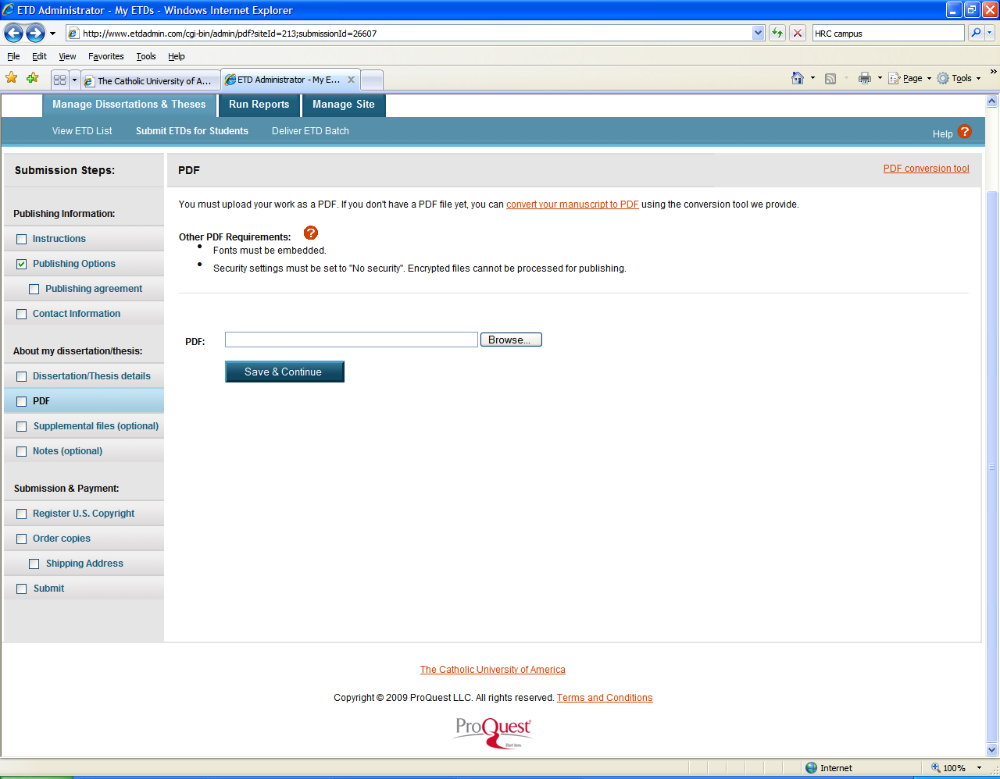 ETD Administrator - My ETDs - Windows Internet Explorer
http://www.etdadmin.com/cgi-bin/admin/pdf?siteId=213;submissionId=26607
HRC campus
File Edit View Favorites Tools Help
The Catholic University of A... ETD Administrator - My E... Page Tools
Manage Dissertations & Theses Run Reports Manage Site
View ETD List Submit ETDs for Students Deliver ETD Batch Help ?
Submission Steps:
PDF
PDF conversion tool
You must upload your work as a PDF. If you don't have a PDF file yet, you can convert your manuscript to PDF using the conversion tool we provide.
Other PDF Requirements: ?
• Fonts must be embedded.
• Security settings must be set to "No security". Encrypted files cannot be processed for publishing.
PDF: Browse...
Save & Continue
Publishing Information:
Instructions
Publishing Options
Publishing agreement
Contact Information
About my dissertation/thesis:
Dissertation/Thesis details
PDF
Supplemental files (optional)
Notes (optional)
Submission & Payment:
Register U.S. Copyright
Order copies
Shipping Address
Submit
The Catholic University of America
Copyright © 2009 ProQuest LLC. All rights reserved. Terms and Conditions
ProQuest
Start here.
Internet 100%